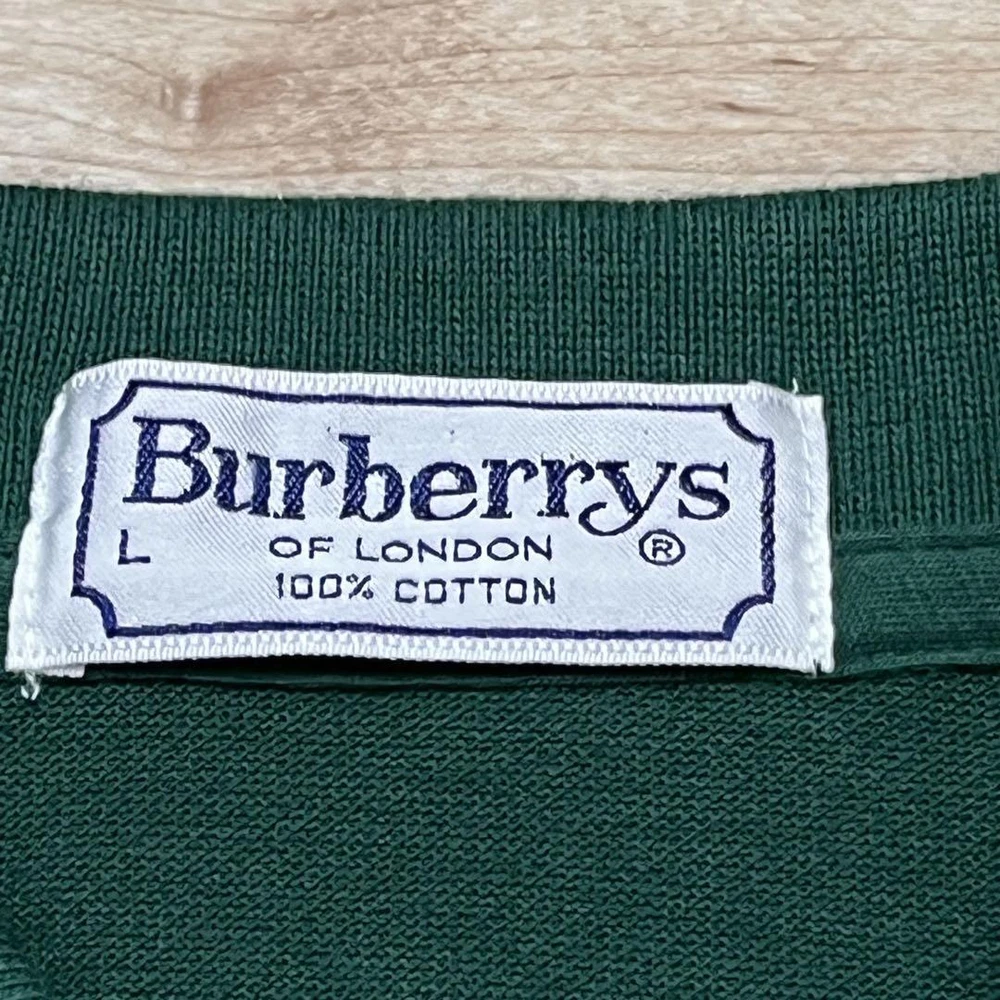 Burberrys
L OF LONDON ®
100% COTTON